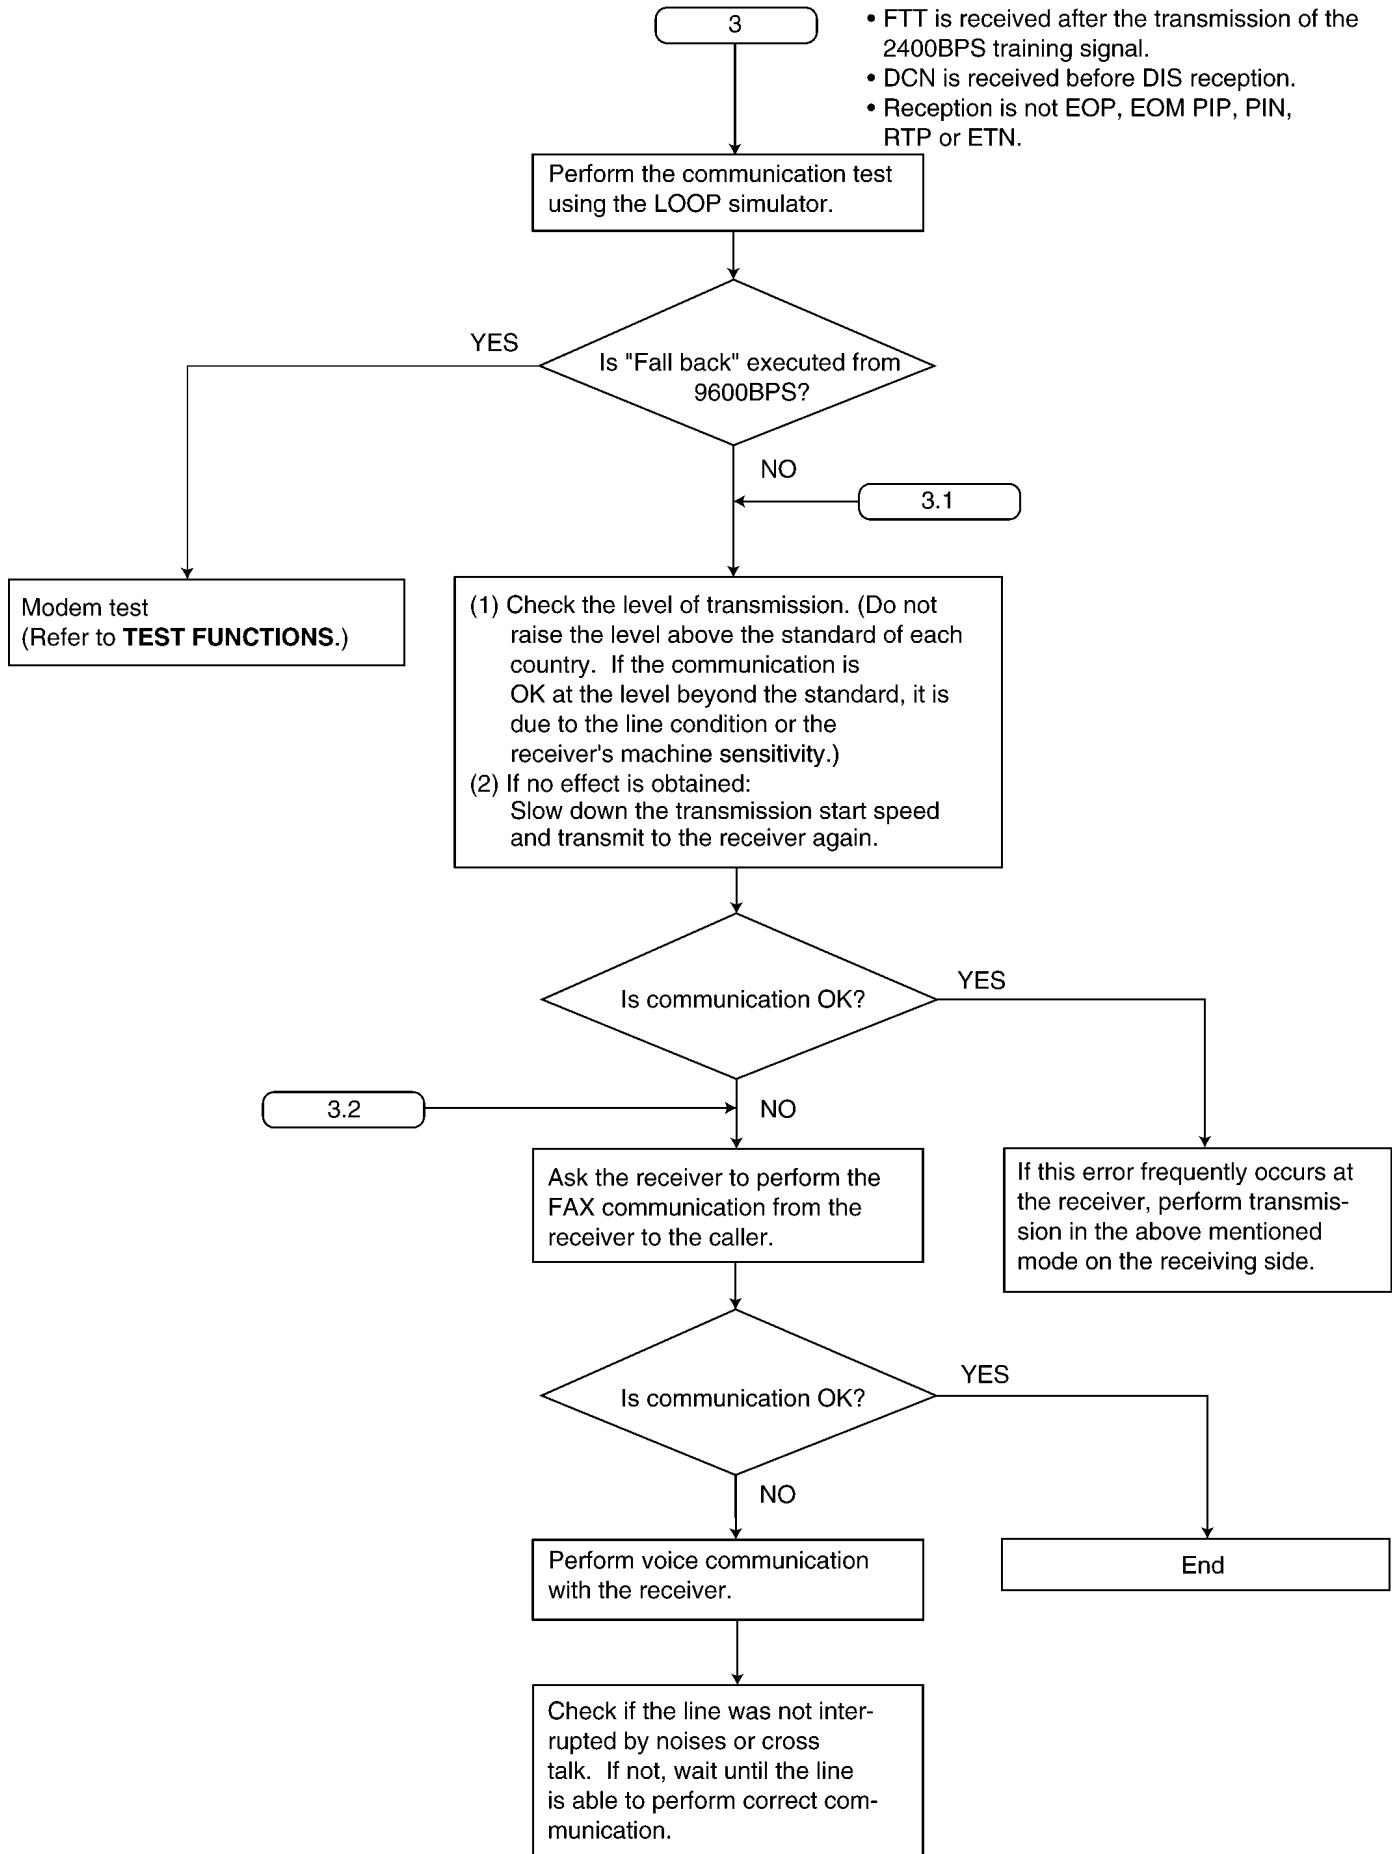 3
• FTT is received after the transmission of the
2400BPS training signal.
• DCN is received before DIS reception.
• Reception is not EOP, EOM PIP, PIN,
RTP or ETN.
Perform the communication test
using the LOOP simulator.
YES
Is "Fall back" executed from
9600BPS?
NO
3.1
Modem test
(Refer to TEST FUNCTIONS.)
(1) Check the level of transmission. (Do not
raise the level above the standard of each
country.  If the communication is
OK at the level beyond the standard, it is
due to the line condition or the
receiver's machine sensitivity.)
(2) If no effect is obtained:
Slow down the transmission start speed
and transmit to the receiver again.
Is communication OK?
YES
3.2
NO
Ask the receiver to perform the
FAX communication from the
receiver to the caller.
If this error frequently occurs at
the receiver, perform transmis-
sion in the above mentioned
mode on the receiving side.
Is communication OK?
YES
NO
Perform voice communication
with the receiver.
End
Check if the line was not inter-
rupted by noises or cross
talk.  If not, wait until the line
is able to perform correct com-
munication.